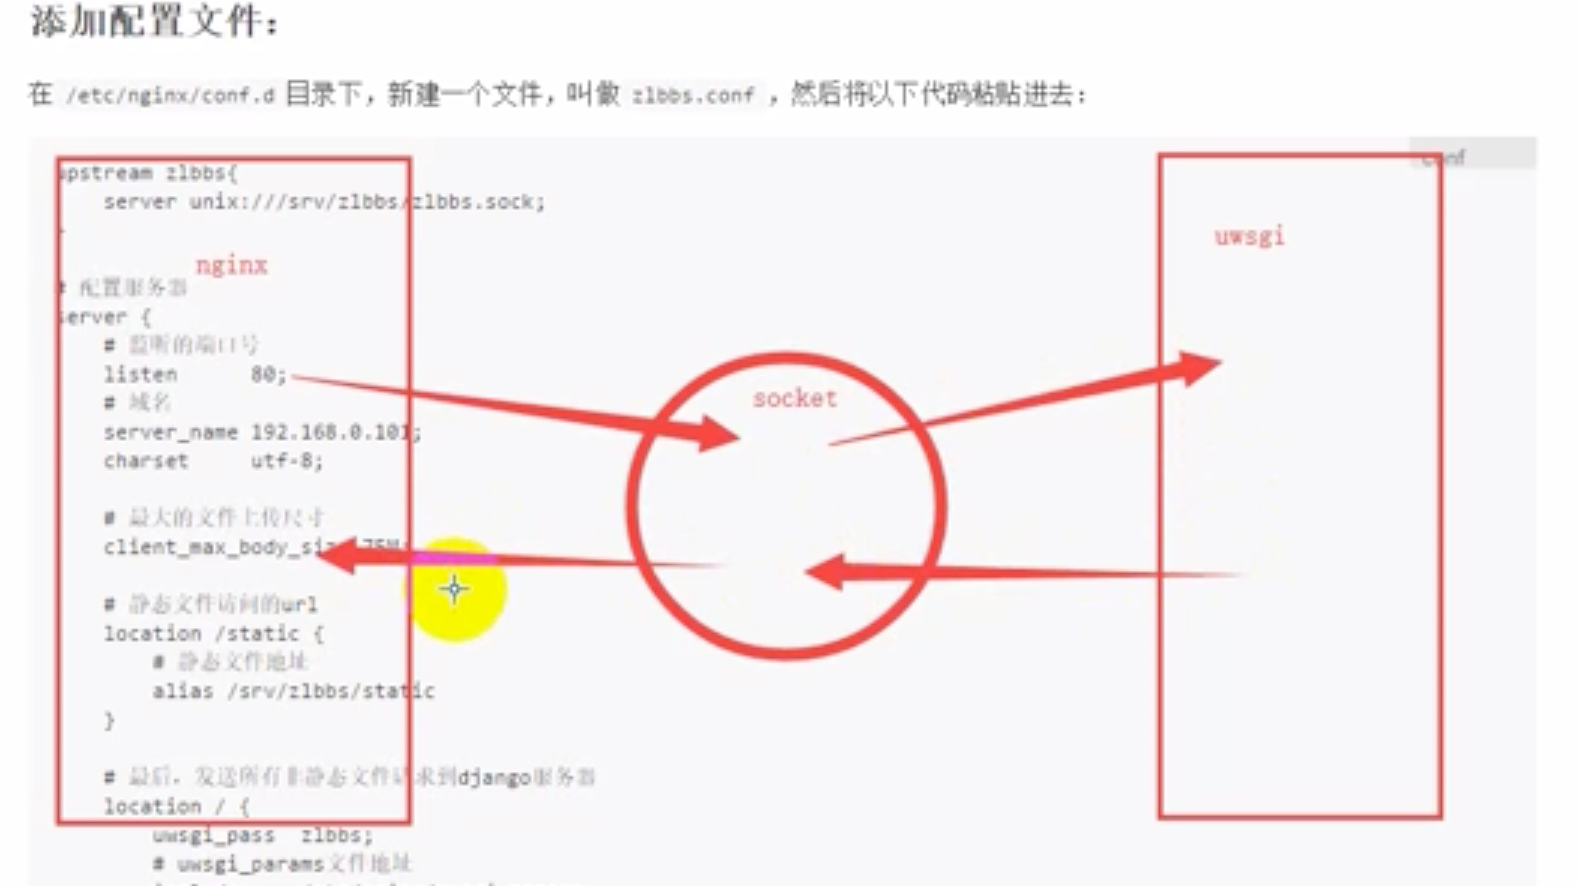 添加配置文件：
在 /etc/nginx/conf.d 目录下，新建一个文件，叫做 zlbbs.conf ，然后将以下代码粘贴进去：
conf
upstream zlbbs{
server unix:///srv/zlbbs/zlbbs.sock;
uwsgi
nginx
# 配置服务器
server {
# 监听的端口号
listen 80;
socket
# 域名
server_name 192.168.0.101;
charset utf-8;
# 最大的文件上传尺寸
client_max_body_size 75M;
# 静态文件访问的url
location /static {
# 静态文件地址
alias /srv/zlbbs/static
}
# 最后，发送所有非静态文件请求到django服务器
location / {
uwsgi_pass zlbbs;
# uwsgi_params文件地址